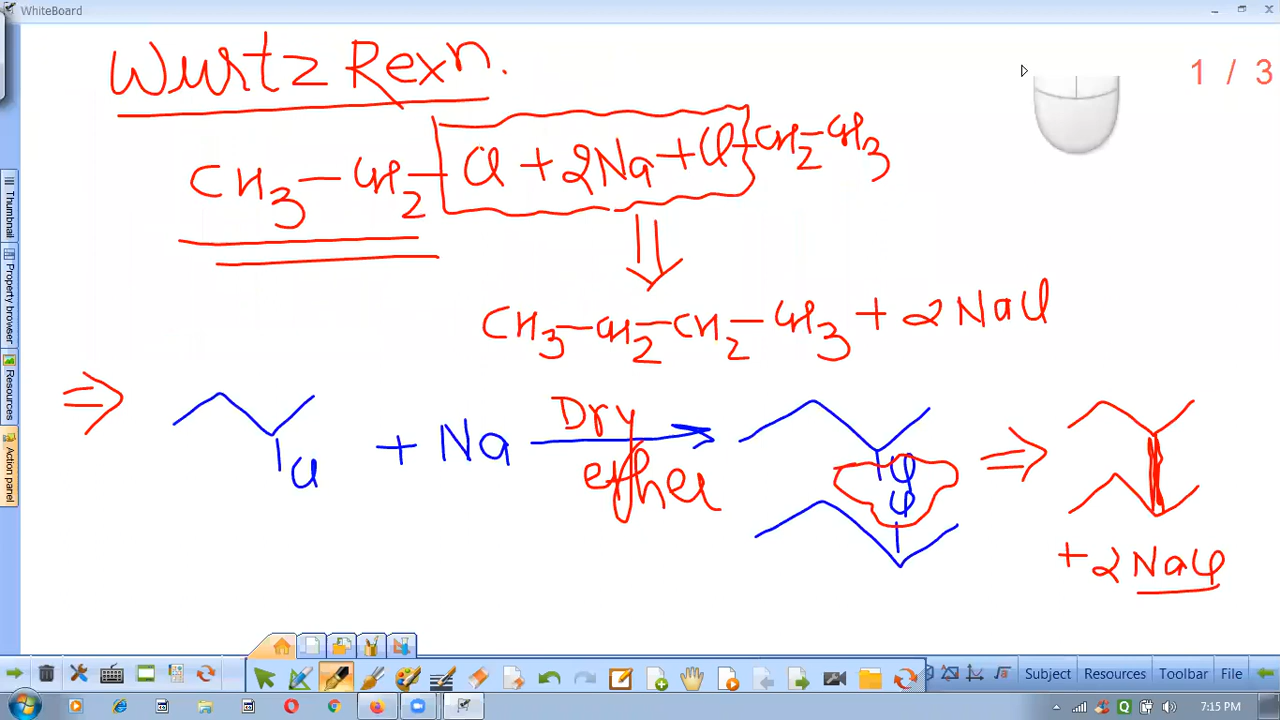 WhiteBoard
Wurtz Rexn.
1 / 3
CH3—CH2—Cl + 2Na + Cl—CH2—CH3
CH3—CH2—CH2—CH3 + 2NaCl
⇒ Cl + Na Dry ether Cl Cl ⇒
+ 2NaCl
Thumbnail
Property browser
Resources
Action panel
Subject Resources Toolbar File
7:15 PM